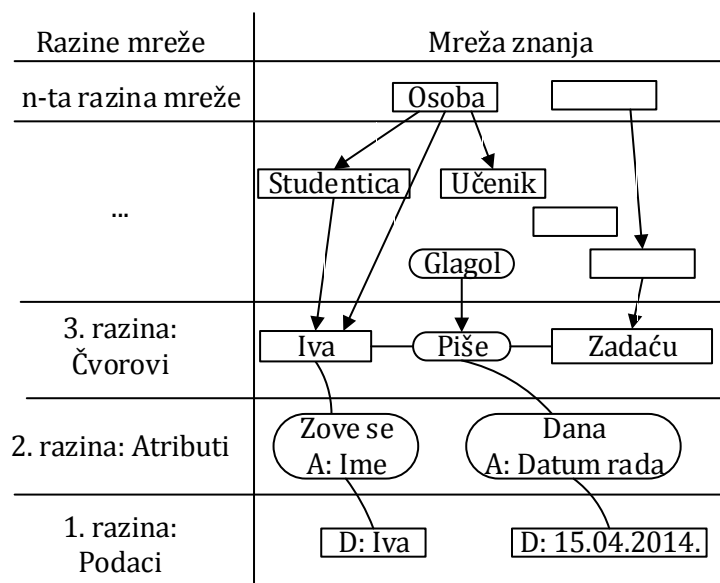 Razine mreže
Mreža znanja
n-ta razina mreže
Osoba
Studentica
Učenik
...
Glagol
3. razina:
Čvorovi
Iva
Piše
Zadaću
2. razina: Atributi
Zove se
A: Ime
Dana
A: Datum rada
1. razina:
Podaci
D: Iva
D: 15.04.2014.